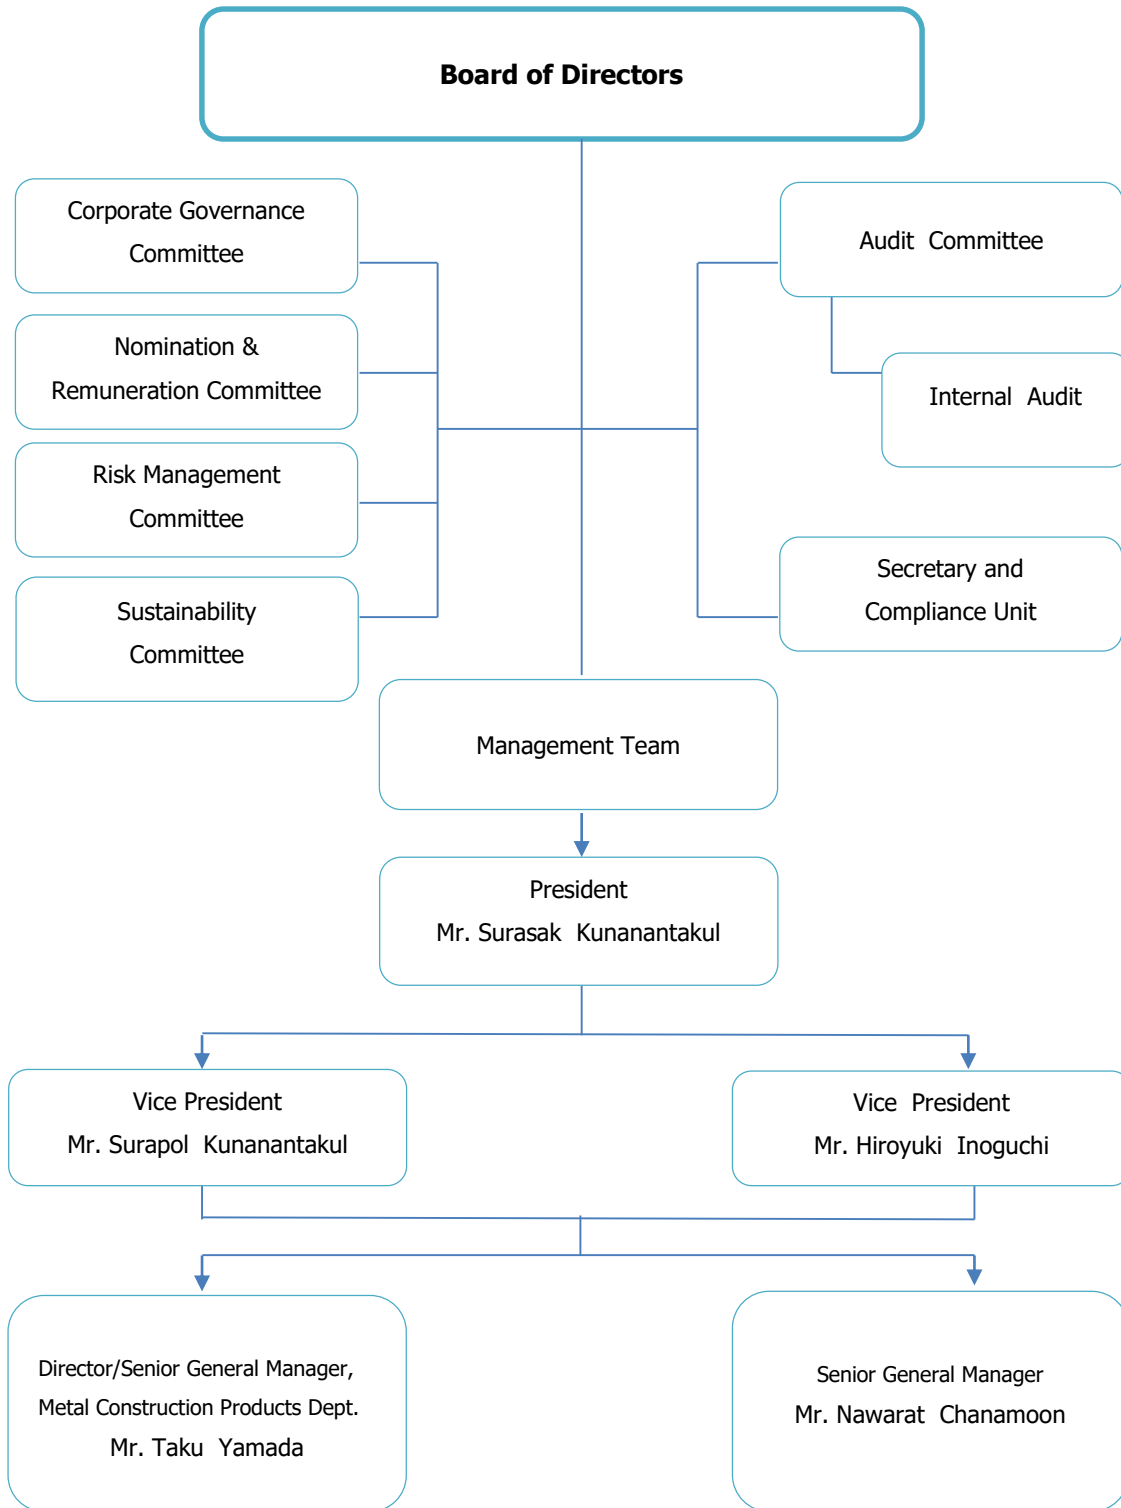 Board of Directors
Corporate Governance
Committee
Audit Committee
Nomination &
Remuneration Committee
Internal Audit
Risk Management
Committee
Secretary and
Compliance Unit
Sustainability
Committee
Management Team
President
Mr. Surasak Kunanantakul
Vice President
Mr. Surapol Kunanantakul
Vice President
Mr. Hiroyuki Inoguchi
Director/Senior General Manager,
Metal Construction Products Dept.
Mr. Taku Yamada
Senior General Manager
Mr. Nawarat Chanamoon